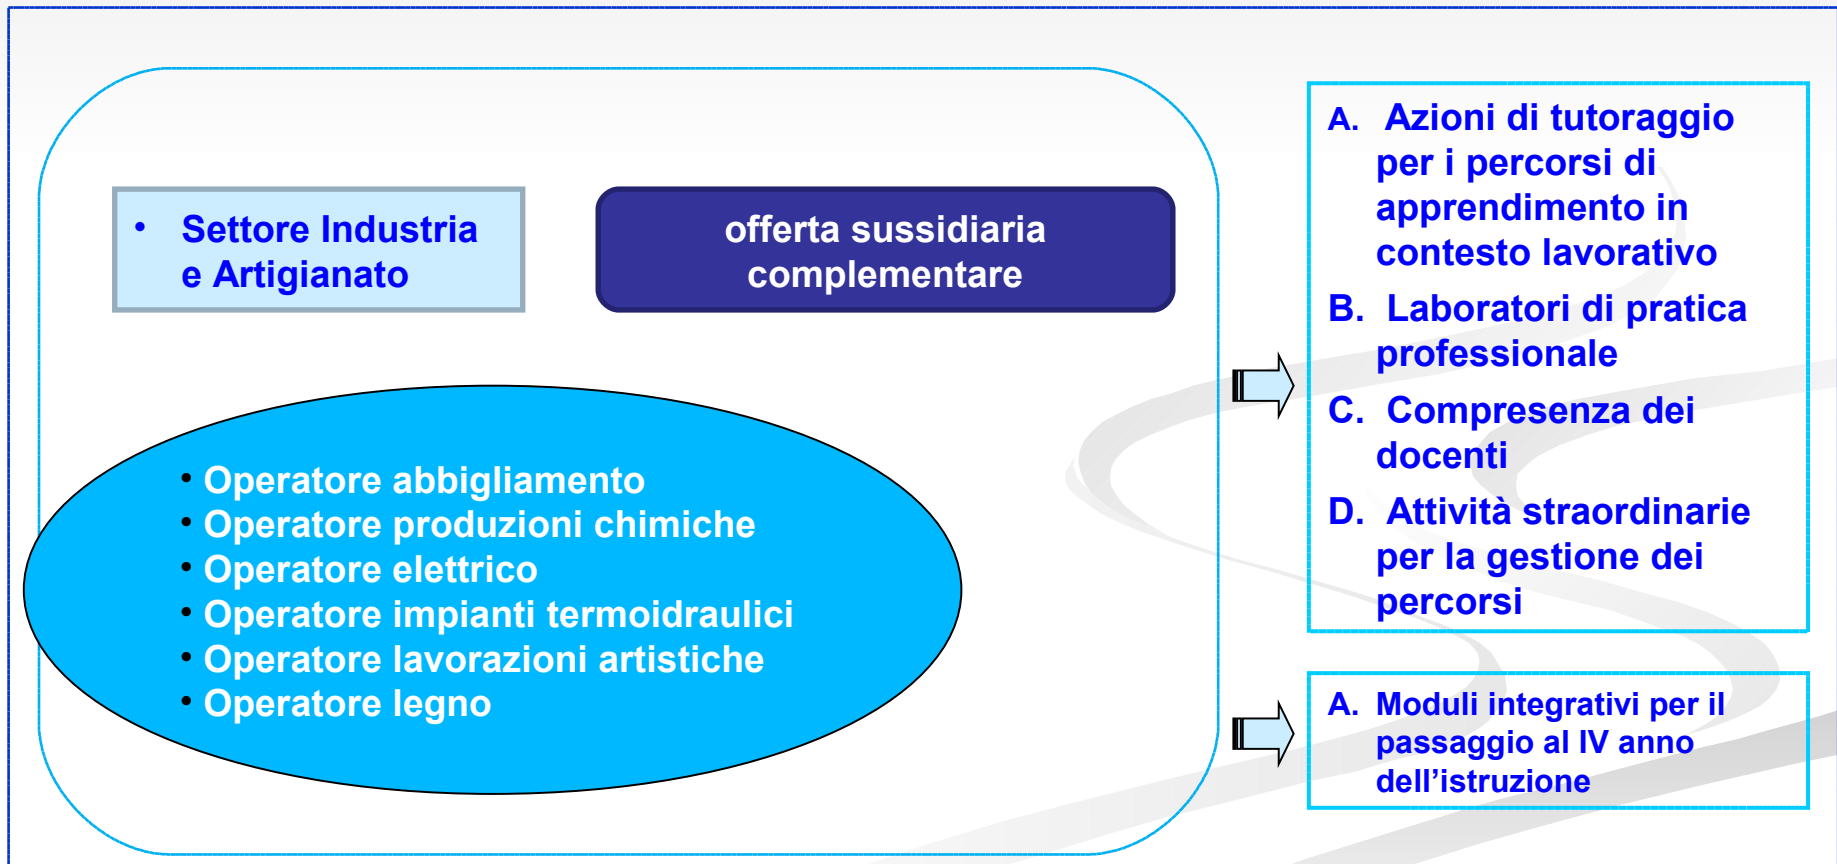 • Settore Industria
e Artigianato
offerta sussidiaria
complementare
• Operatore abbigliamento
• Operatore produzioni chimiche
• Operatore elettrico
• Operatore impianti termoidraulici
• Operatore lavorazioni artistiche
• Operatore legno
A. Azioni di tutoraggio
per i percorsi di
apprendimento in
contesto lavorativo
B. Laboratori di pratica
professionale
C. Compresenza dei
docenti
D. Attività straordinarie
per la gestione dei
percorsi
A. Moduli integrativi per il
passaggio al IV anno
dell’istruzione